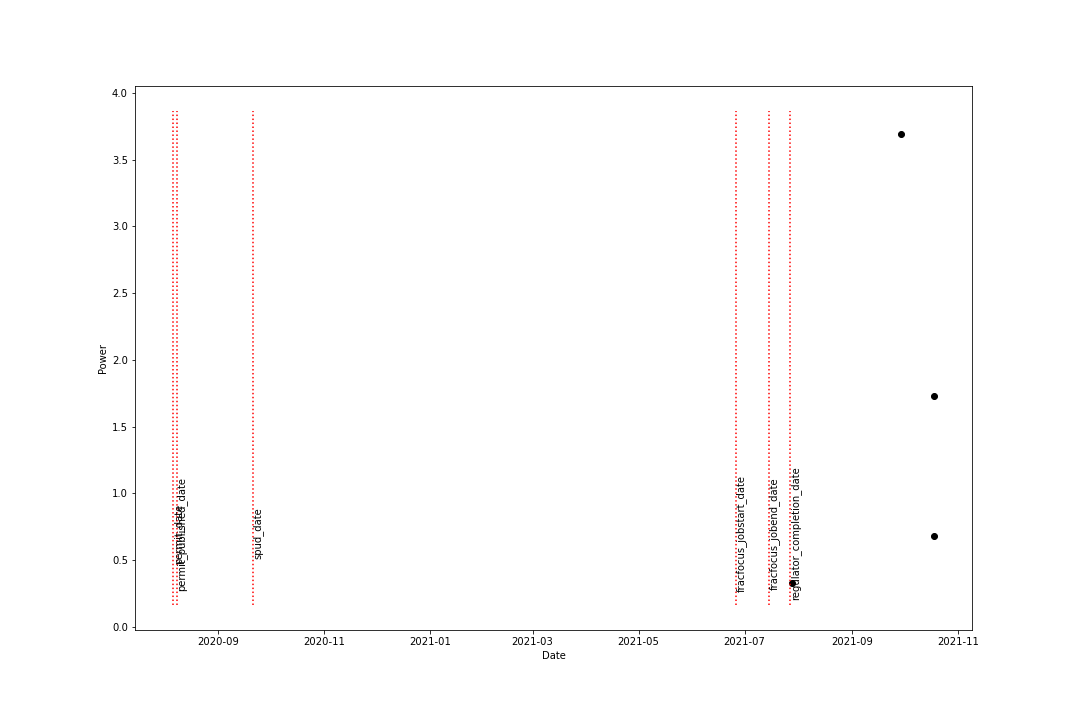 4.0
3.5
3.0
2.5
2.0
1.5
1.0
0.5
0.0
Power
permit_date
permit_published_date
spud_date
fracfocus_jobstart_date
fracfocus_jobend_date
regulator_completion_date
2020-09
2020-11
2021-01
2021-03
2021-05
2021-07
2021-09
2021-11
Date